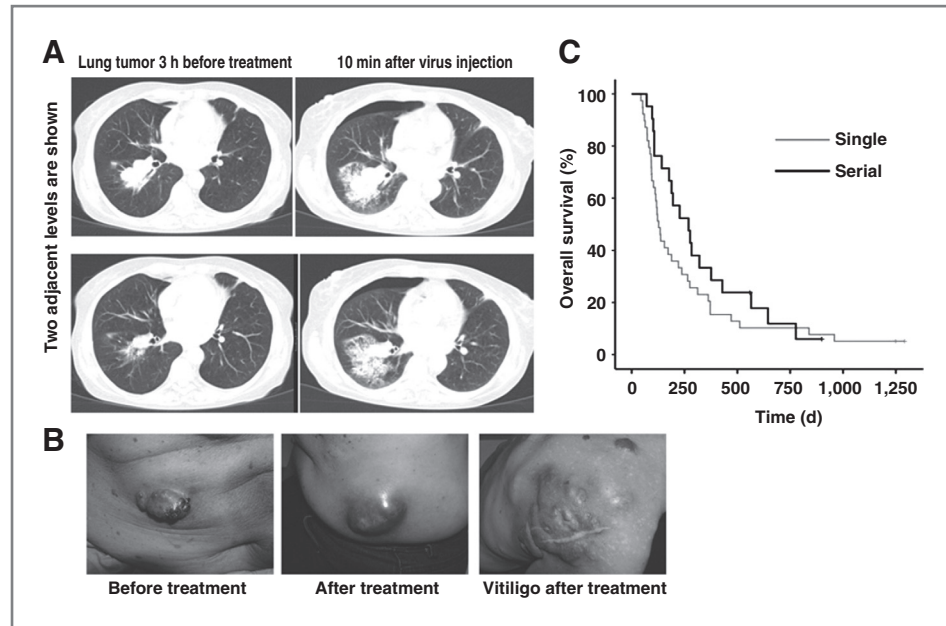 A
Lung tumor 3 h before treatment
10 min after virus injection
Two adjacent levels are shown
B
Before treatment
After treatment
Vitiligo after treatment
C
Overall survival (%)
100
80
60
40
20
0
Single
Serial
0 250 500 750 1,000 1,250
Time (d)